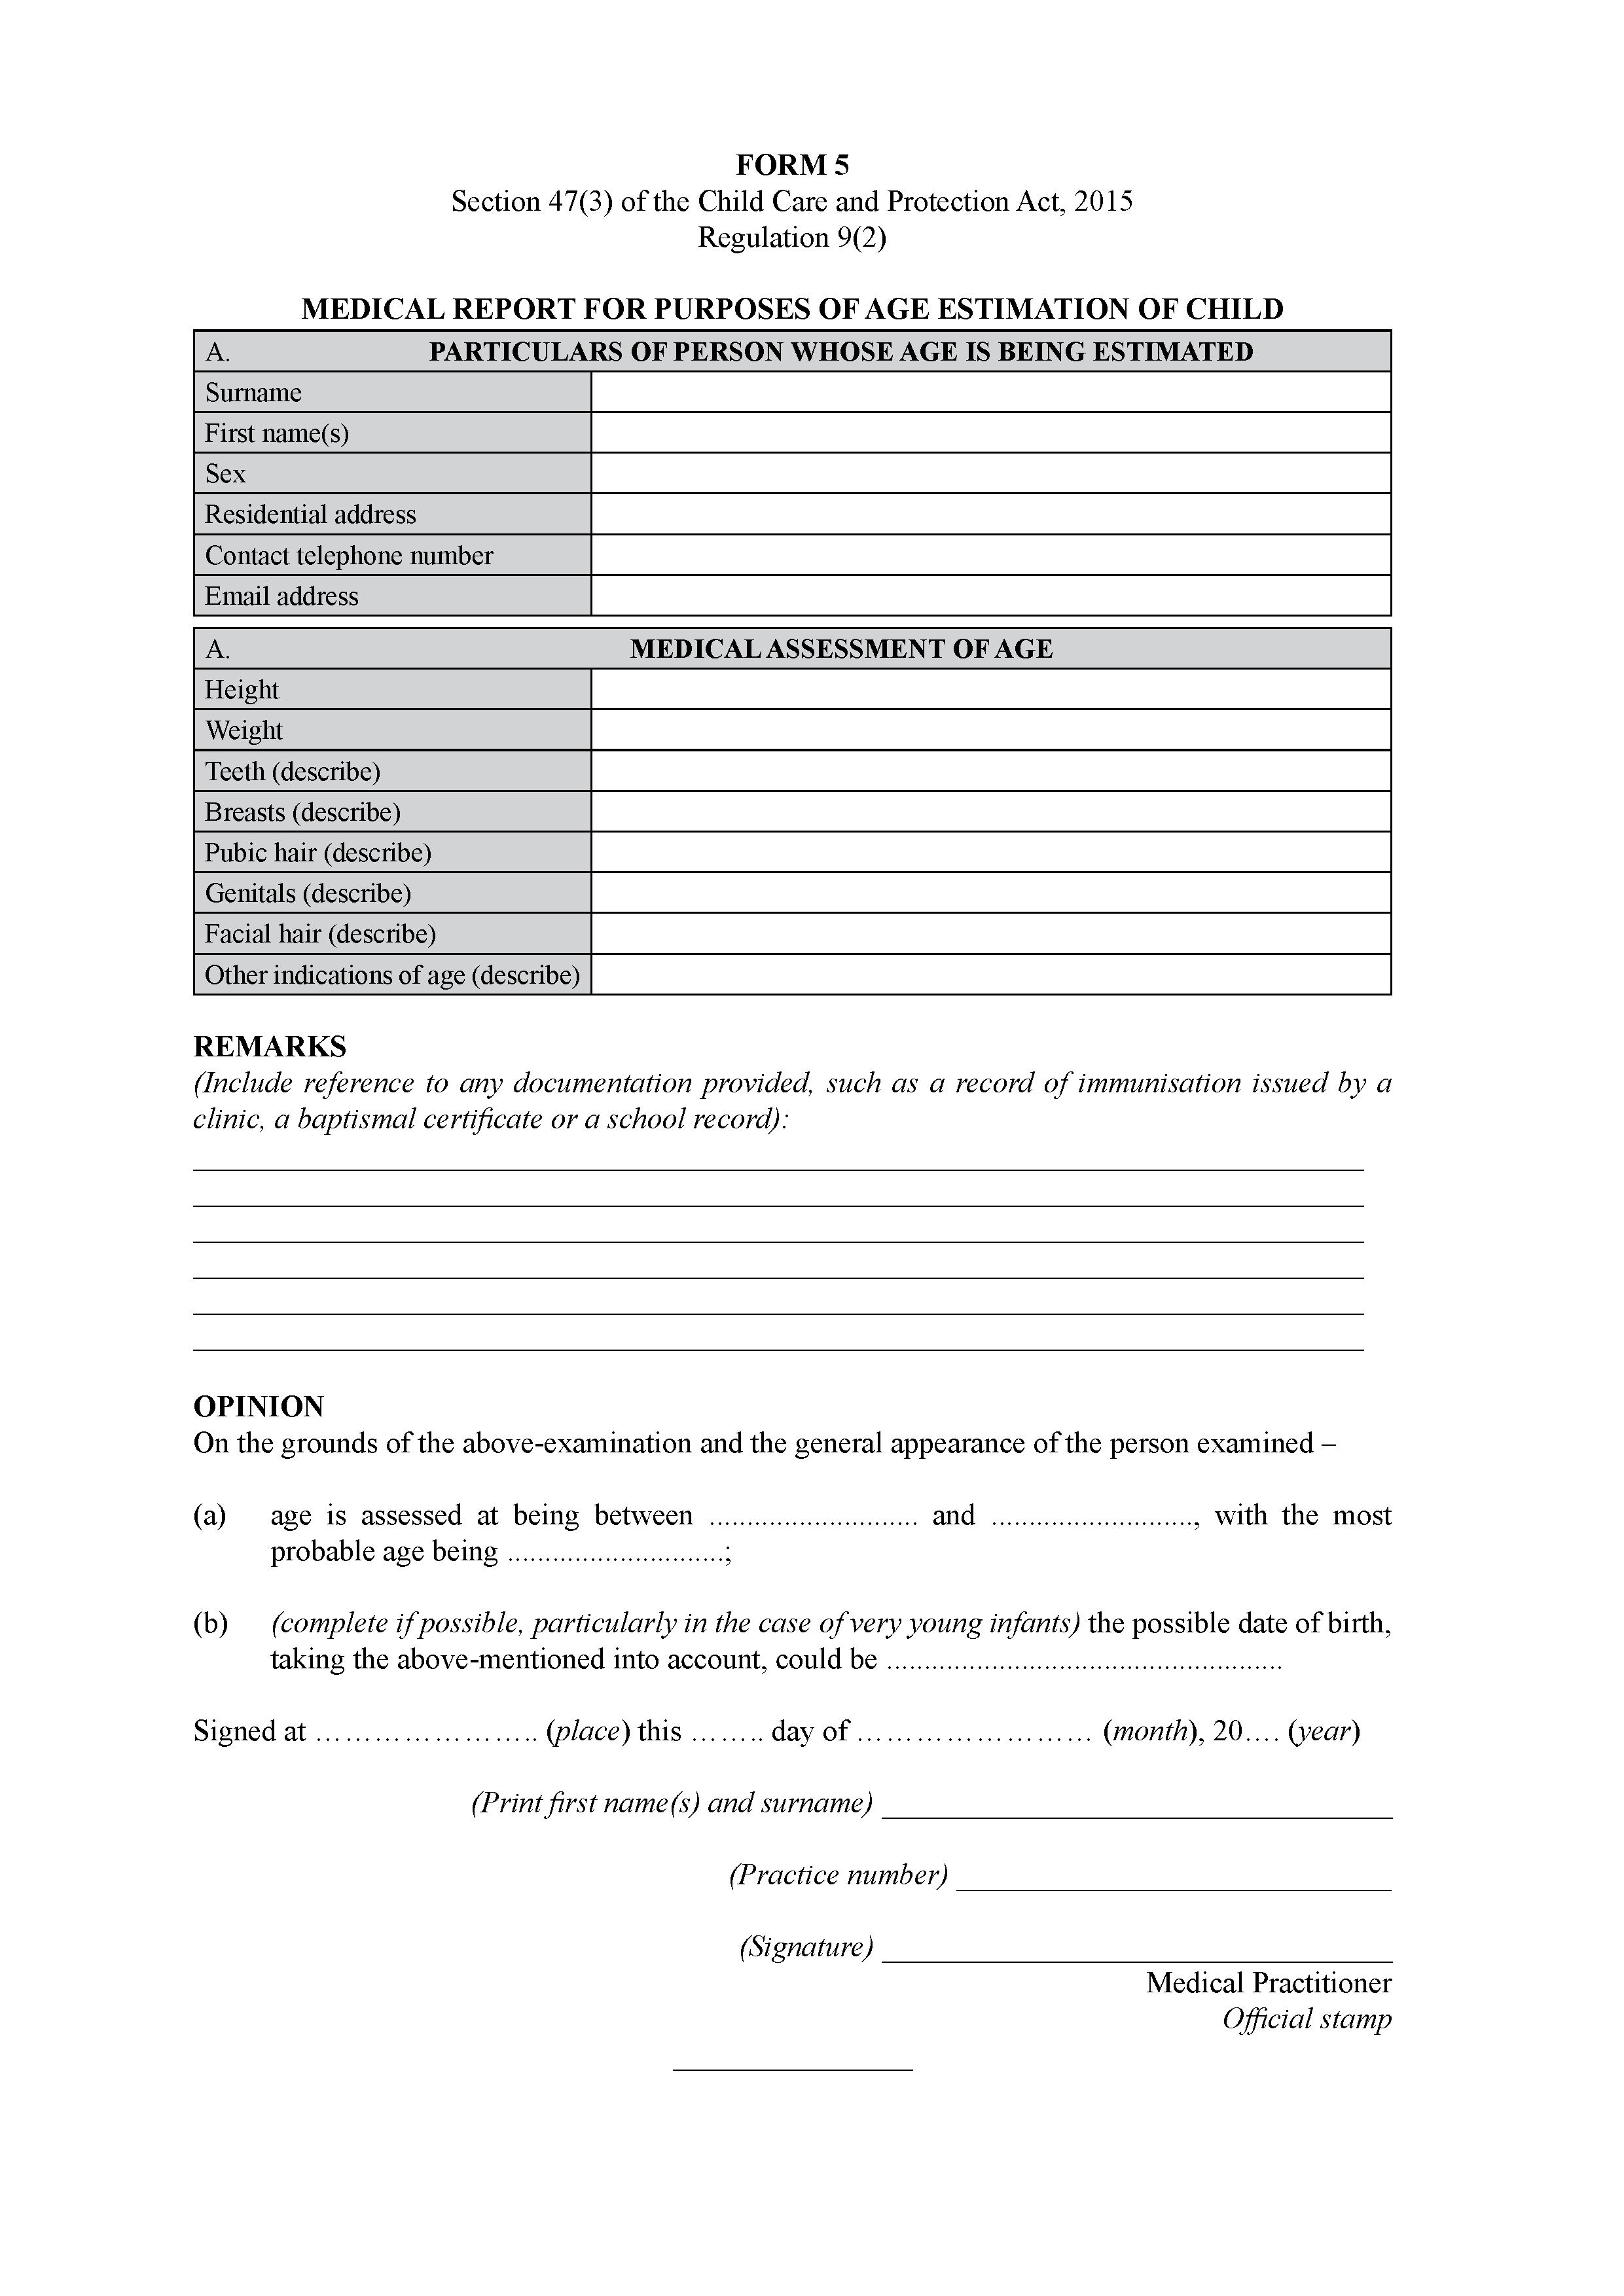 FORM 5
Section 47(3) of the Child Care and Protection Act, 2015
Regulation 9(2)
MEDICAL REPORT FOR PURPOSES OF AGE ESTIMATION OF CHILD
A. PARTICULARS OF PERSON WHOSE AGE IS BEING ESTIMATED
Surname
First name(s)
Sex
Residential address
Contact telephone number
Email address
A. MEDICAL ASSESSMENT OF AGE
Height
Weight
Teeth (describe)
Breasts (describe)
Pubic hair (describe)
Genitals (describe)
Facial hair (describe)
Other indications of age (describe)
REMARKS
(Include reference to any documentation provided, such as a record of immunisation issued by a
clinic, a baptismal certificate or a school record):
OPINION
On the grounds of the above-examination and the general appearance of the person examined –
(a) age is assessed at being between ............................ and ..........................., with the most
probable age being .............................;
(b) (complete if possible, particularly in the case of very young infants) the possible date of birth,
taking the above-mentioned into account, could be .....................................................
Signed at ………………….. (place) this …….. day of …………………… (month), 20…. (year)
(Print first name(s) and surname) ________________________________
(Practice number) ____________________________
(Signature) ________________________________
Medical Practitioner
Official stamp